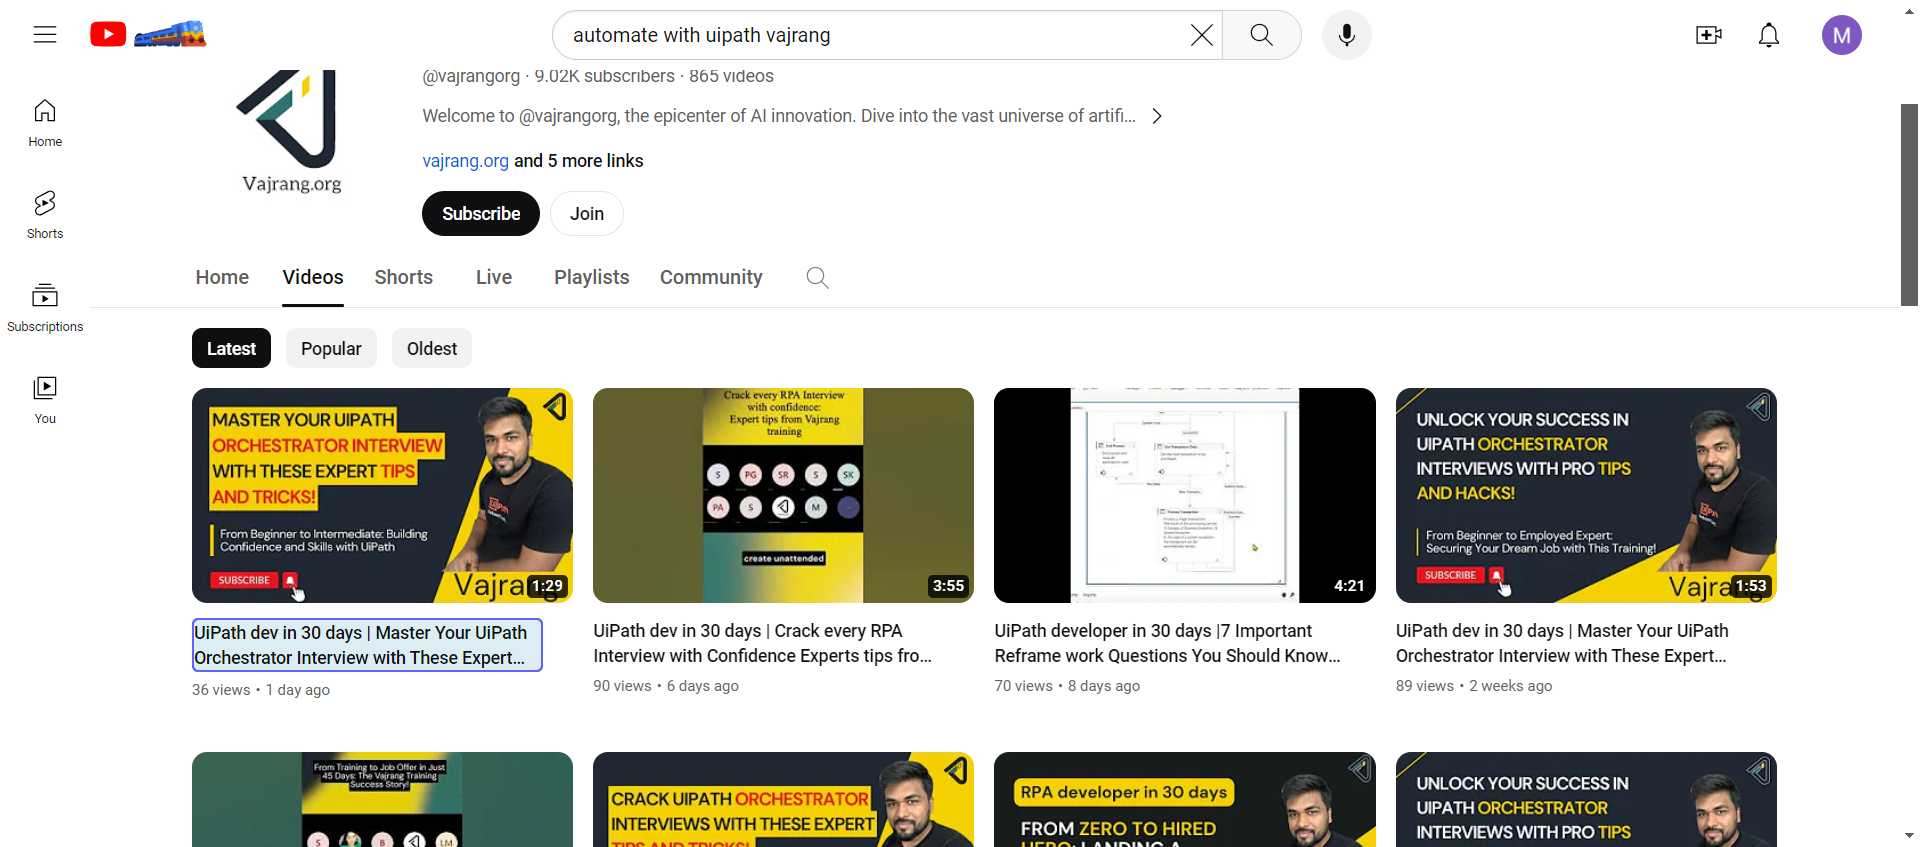 automate with uipath vajrang
M
@vajrangorg · 9.02K subscribers · 865 videos
Welcome to @vajrangorg, the epicenter of AI innovation. Dive into the vast universe of artifi...
vajrang.org and 5 more links
Vajrang.org
Subscribe Join
Home
Shorts
Subscriptions
You
Home Videos Shorts Live Playlists Community
Latest Popular Oldest
MASTER YOUR UIPATH
ORCHESTRATOR INTERVIEW
WITH THESE EXPERT TIPS
AND TRICKS!
From Beginner to Intermediate: Building
Confidence and Skills with UiPath
SUBSCRIBE
1:29
UiPath dev in 30 days | Master Your UiPath
Orchestrator Interview with These Expert...
36 views • 1 day ago
Crack every RPA Interview
with confidence:
Expert tips from Vajrang
training
S PG SR S SK
PA S M
create unattended
3:55
UiPath dev in 30 days | Crack every RPA
Interview with Confidence Experts tips fro...
90 views • 6 days ago
4:21
UiPath developer in 30 days |7 Important
Reframe work Questions You Should Know...
70 views • 8 days ago
UNLOCK YOUR SUCCESS IN
UIPATH ORCHESTRATOR
INTERVIEWS WITH PRO TIPS
AND HACKS!
From Beginner to Employed Expert:
Securing Your Dream Job with This Training!
SUBSCRIBE
1:53
UiPath dev in 30 days | Master Your UiPath
Orchestrator Interview with These Expert...
89 views • 2 weeks ago
From Training to Job Offer in Just
45 Days: The Vajrang Training
Success Story!
S B LM
CRACK UIPATH ORCHESTRATOR
INTERVIEWS WITH THESE EXPERT
TIPS AND TRICKS!
RPA developer in 30 days
FROM ZERO TO HIRED
HERO: LANDING A
UNLOCK YOUR SUCCESS IN
UIPATH ORCHESTRATOR
INTERVIEWS WITH PRO TIPS